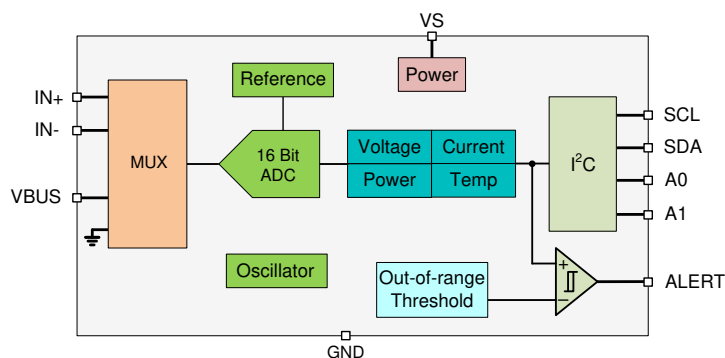 VS
Power
Reference
IN+
IN-
VBUS
MUX
16 Bit
ADC
Voltage
Current
Power
Temp
I²C
SCL
SDA
A0
A1
Oscillator
Out-of-range
Threshold
+
−
ALERT
GND